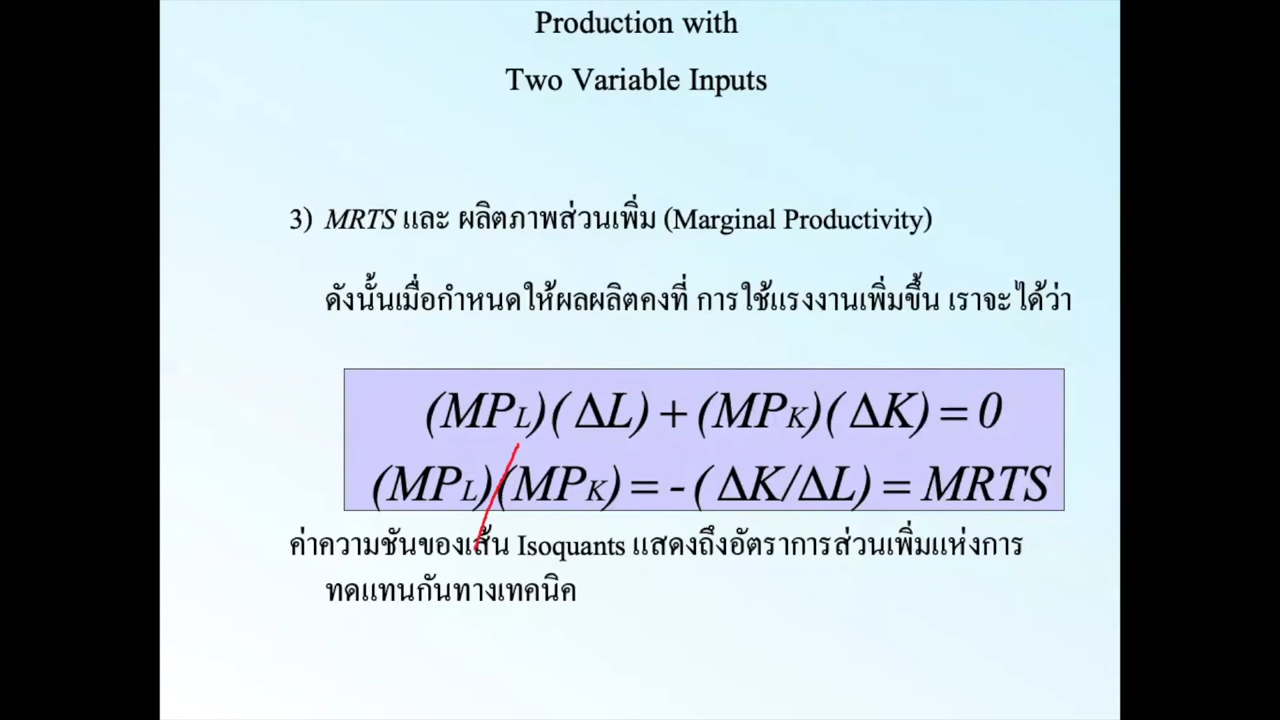 Production with
Two Variable Inputs
3) MRTS และ ผลิตภาพส่วนเพิ่ม (Marginal Productivity)
ดังนั้นเมื่อกำหนดให้ผลผลิตคงที่ การใช้แรงงานเพิ่มขึ้น เราจะได้ว่า
(MPL)(ΔL) + (MPK)(ΔK) = 0
(MPL)/(MPK) = - (ΔK/ΔL) = MRTS
ค่าความชันของเส้น Isoquants แสดงถึงอัตราการส่วนเพิ่มแห่งการ
ทดแทนกันทางเทคนิค